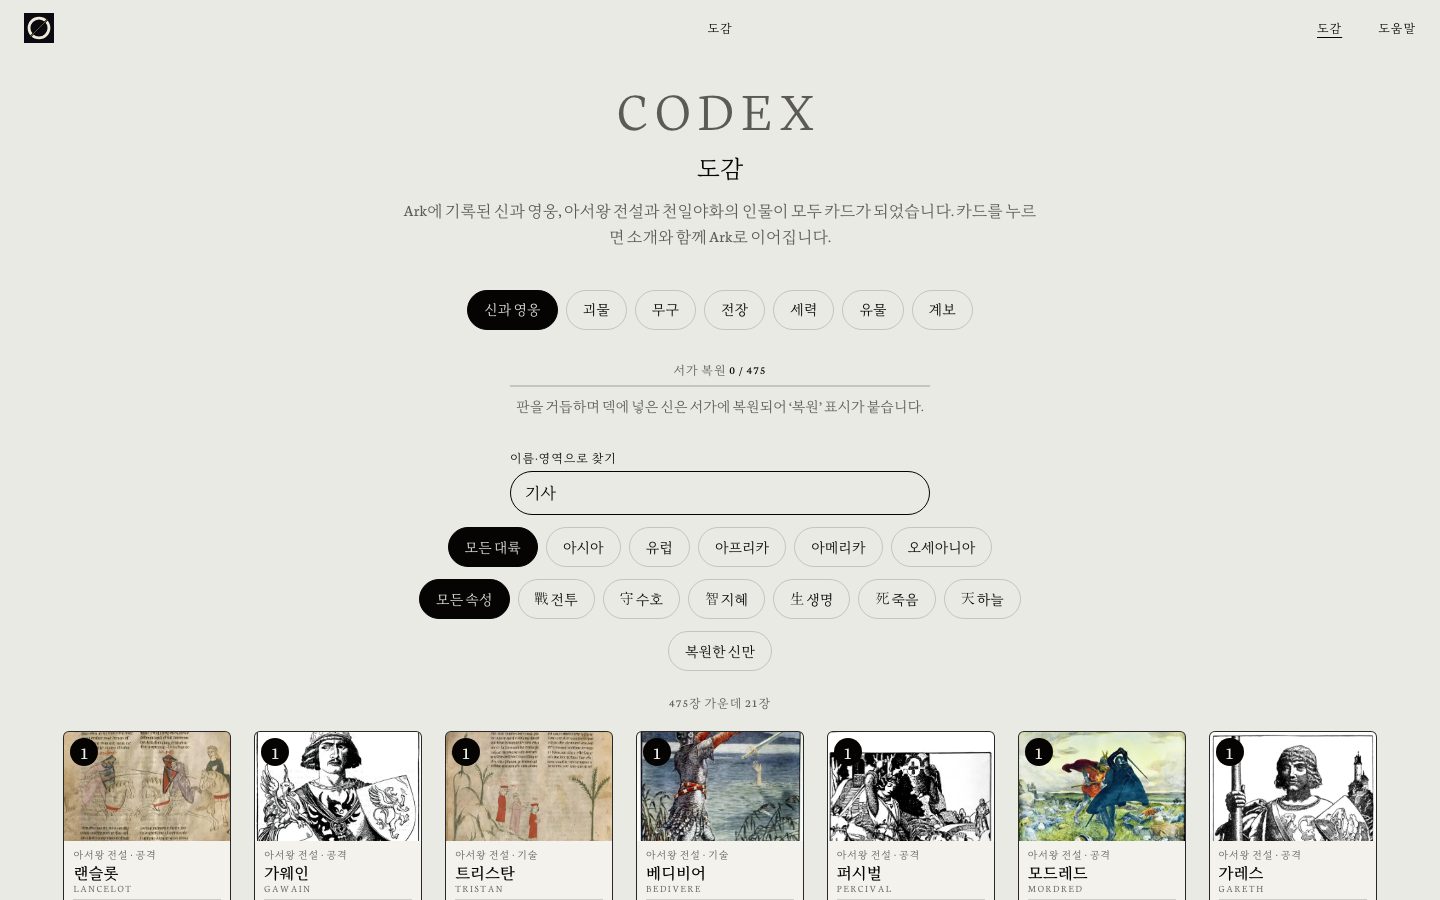 도감
도감
도움말
CODEX
도감
Ark에 기록된 신과 영웅, 아서왕 전설과 천일야화의 인물이 모두 카드가 되었습니다. 카드를 누르
면 소개와 함께 Ark로 이어집니다.
신과 영웅
괴물
무구
전장
세력
유물
계보
서가 복원 0 / 475
판을 거듭하며 덱에 넣은 신은 서가에 복원되어 ‘복원’ 표시가 붙습니다.
이름·영역으로 찾기
기사
모든 대륙
아시아
유럽
아프리카
아메리카
오세아니아
모든 속성
戰 전투
守 수호
智 지혜
生 생명
死 죽음
天 하늘
복원한 신만
475장 가운데 21장
1
아서왕 전설 · 공격
랜슬롯
LANCELOT
1
아서왕 전설 · 공격
가웨인
GAWAIN
1
아서왕 전설 · 기술
트리스탄
TRISTAN
1
아서왕 전설 · 기술
베디비어
BEDIVERE
1
아서왕 전설 · 공격
퍼시벌
PERCIVAL
1
아서왕 전설 · 공격
모드레드
MORDRED
1
아서왕 전설 · 공격
가레스
GARETH